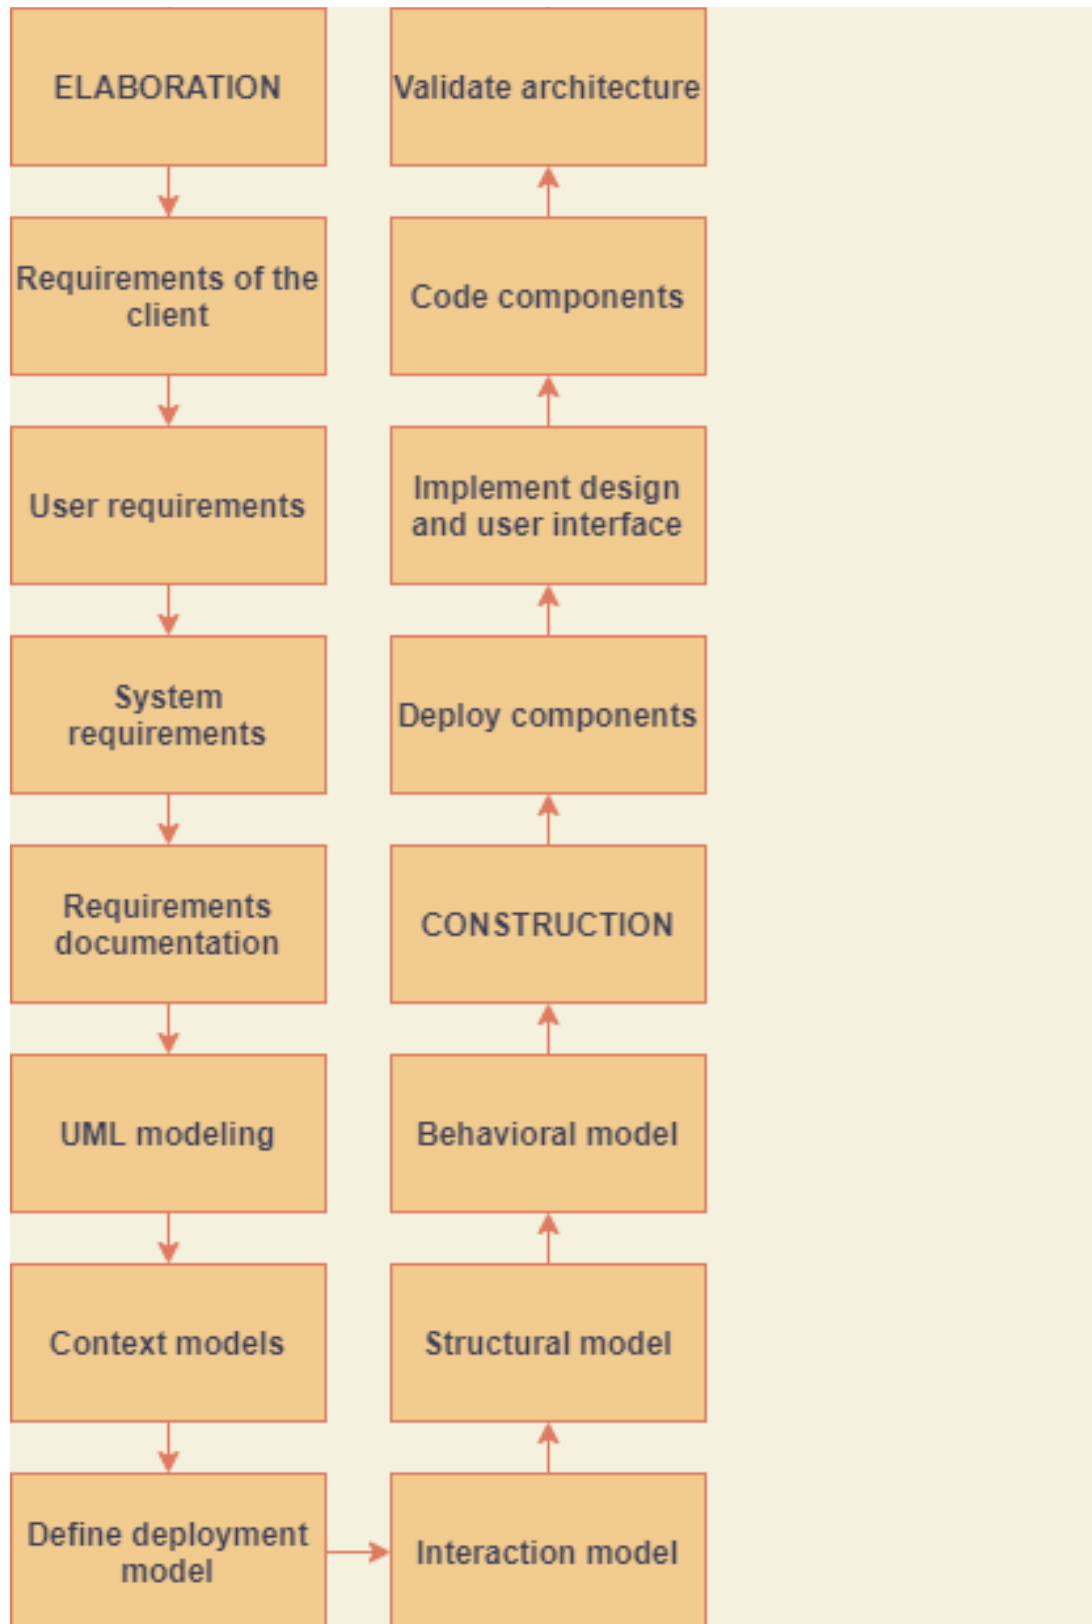 ELABORATION
Requirements of the
client
User requirements
System
requirements
Requirements
documentation
UML modeling
Context models
Define deployment
model
Interaction model
Structural model
Behavioral model
CONSTRUCTION
Deploy components
Implement design
and user interface
Code components
Validate architecture